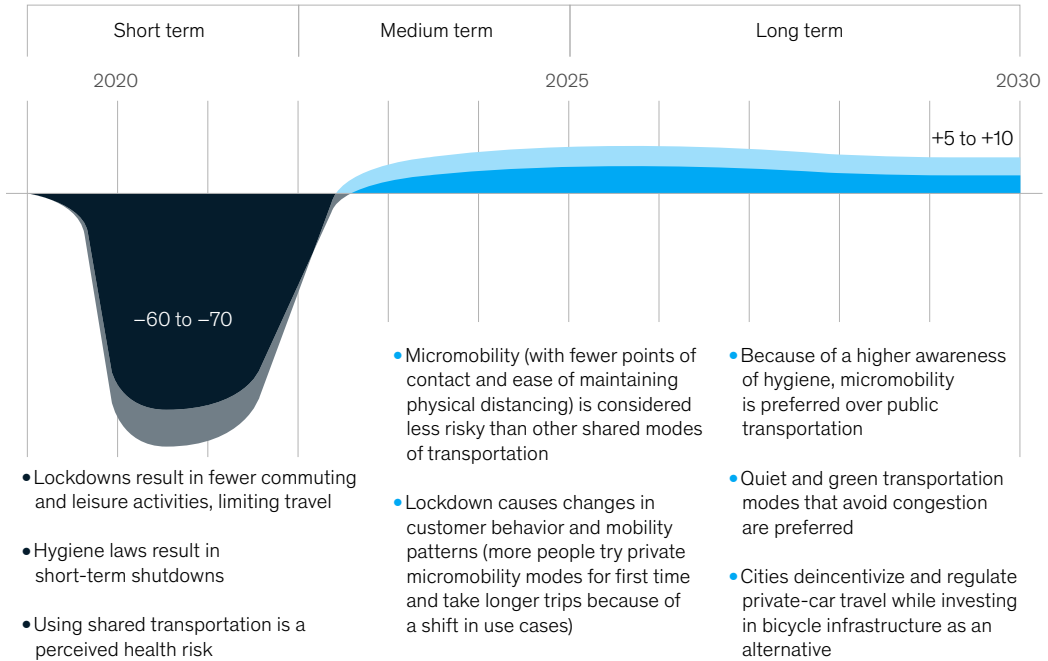 Short term
Medium term
Long term
2020
2025
2030
+5 to +10
–60 to –70
• Lockdowns result in fewer commuting
and leisure activities, limiting travel
• Hygiene laws result in
short-term shutdowns
• Using shared transportation is a
perceived health risk
• Micromobility (with fewer points of
contact and ease of maintaining
physical distancing) is considered
less risky than other shared modes
of transportation
• Lockdown causes changes in
customer behavior and mobility
patterns (more people try private
micromobility modes for first time
and take longer trips because of
a shift in use cases)
• Because of a higher awareness
of hygiene, micromobility
is preferred over public
transportation
• Quiet and green transportation
modes that avoid congestion
are preferred
• Cities deincentivize and regulate
private-car travel while investing
in bicycle infrastructure as an
alternative